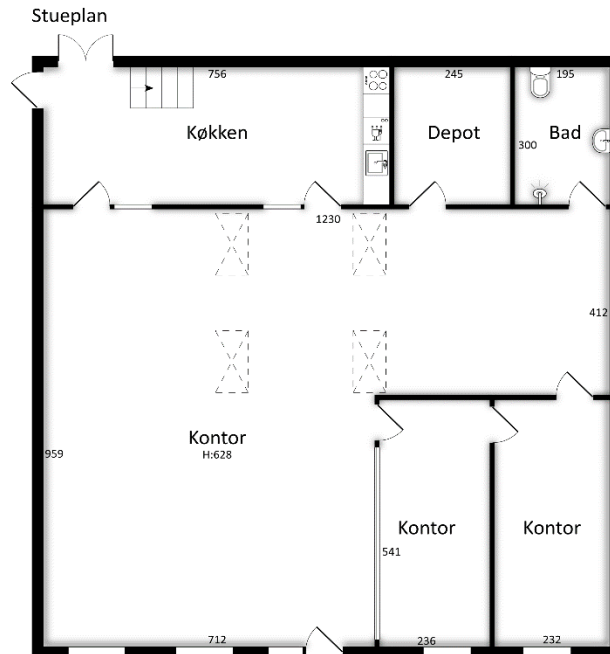 Stueplan
756
245
195
Køkken
Depot
Bad
300
1230
412
Kontor
H:628
959
Kontor
Kontor
541
712
236
232